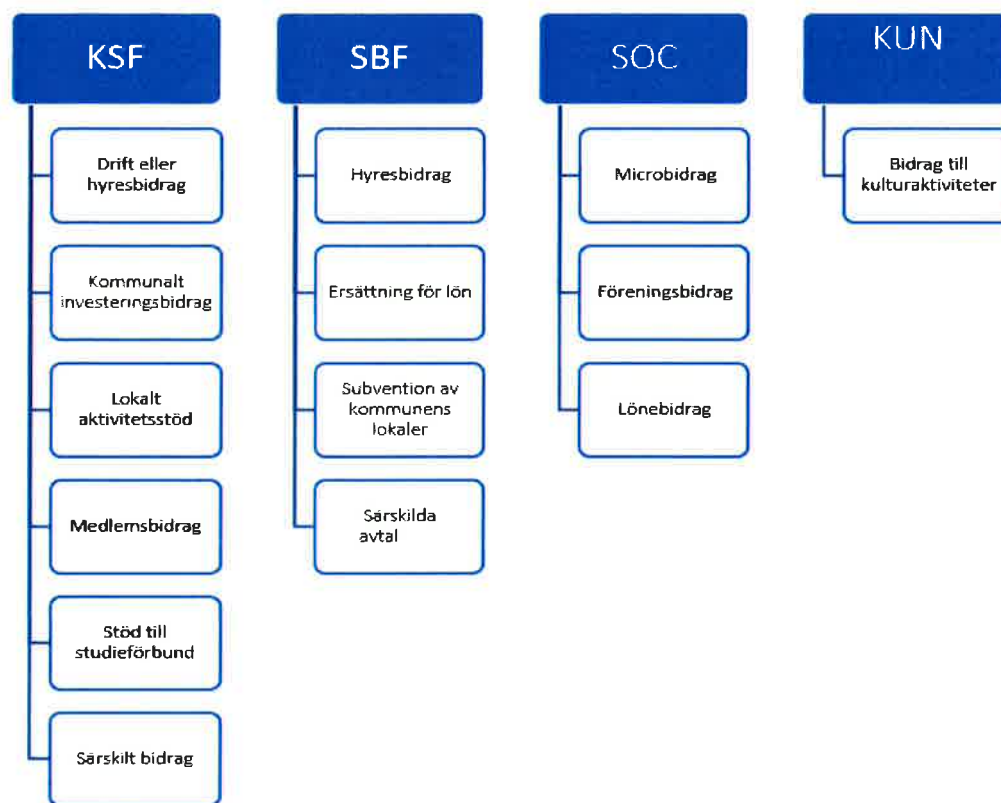 KSF
Drift eller
hyresbidrag
Kommunalt
investeringsbidrag
Lokalt
aktivitetsstöd
Medlemsbidrag
Stöd till
studieförbund
Särskilt bidrag
SBF
Hyresbidrag
Ersättning för lön
Subvention av
kommunens
lokaler
Särskilda
avtal
SOC
Microbidrag
Föreningsbidrag
Lönebidrag
KUN
Bidrag till
kulturaktiviteter